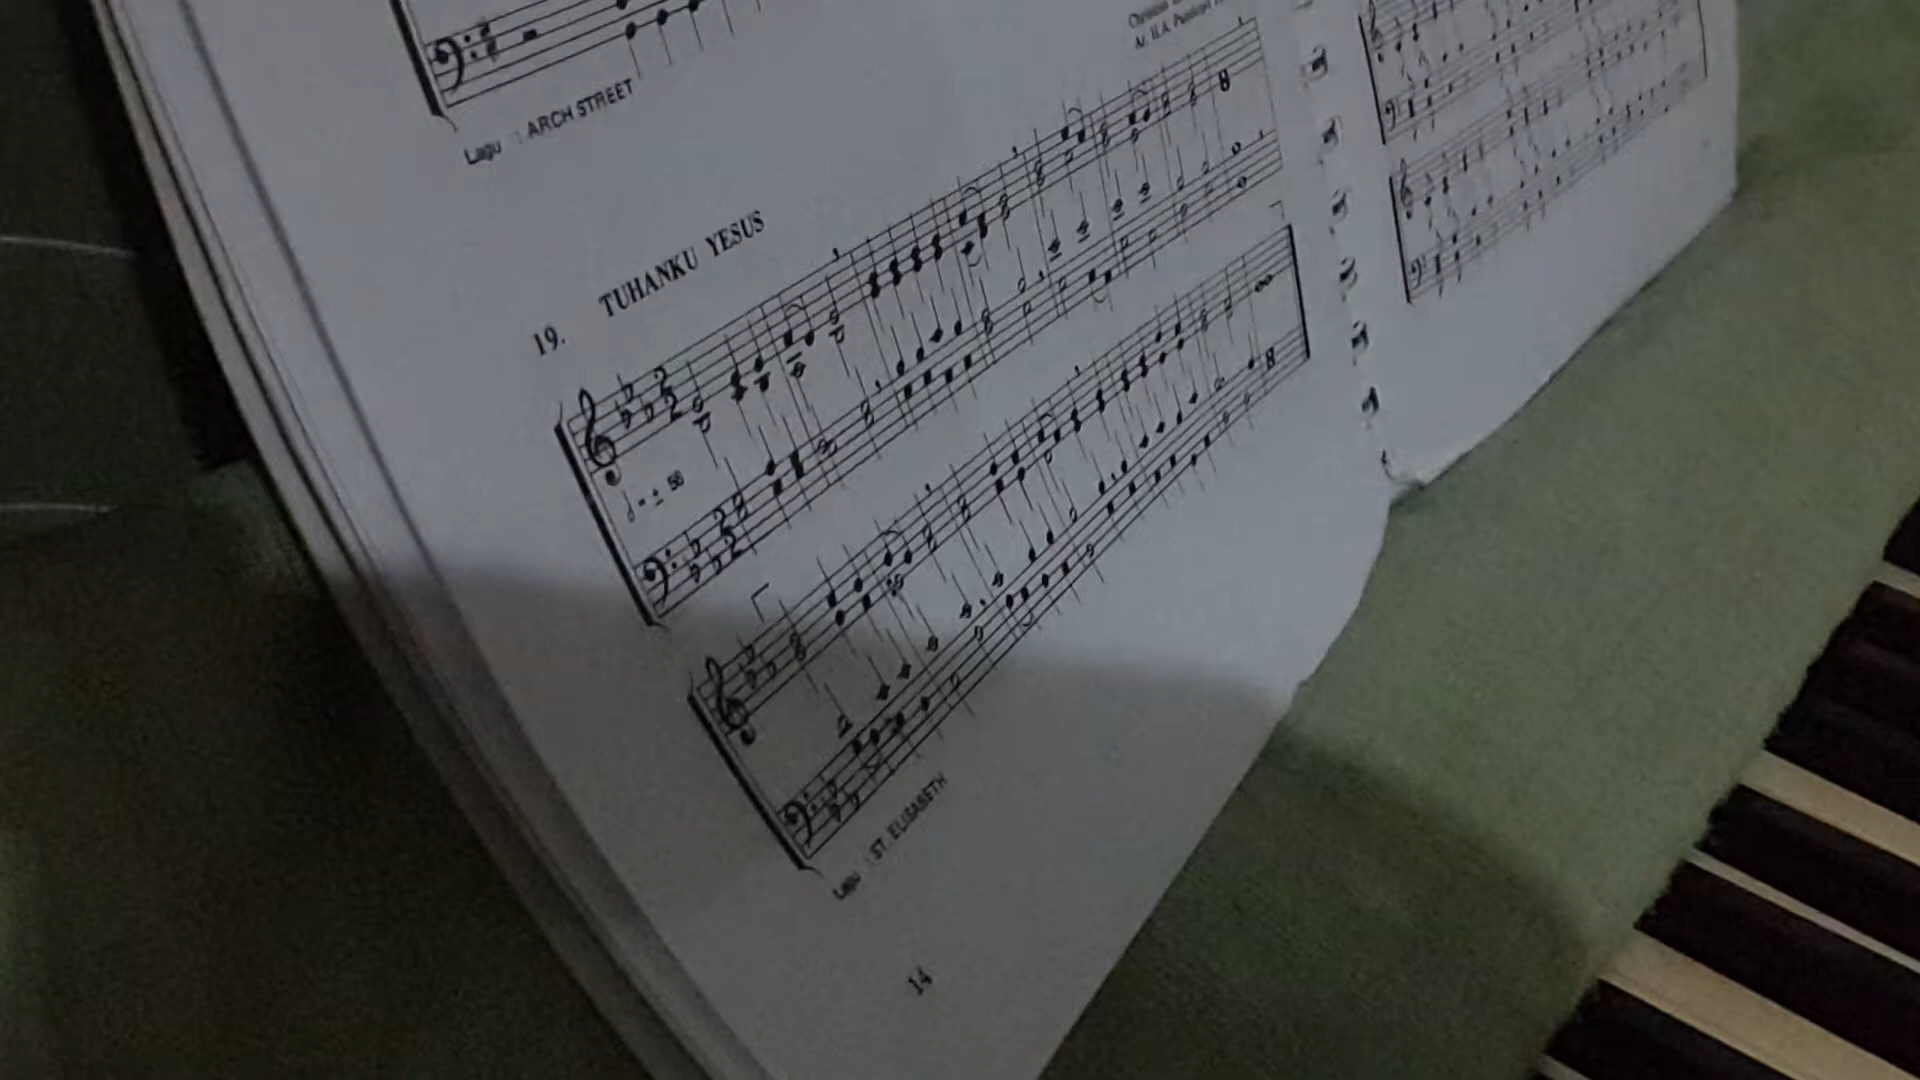 Lagu : ARCH STREET
19. TUHANKU YESUS
= ± 56
Lagu : ST. ELISABETH
14